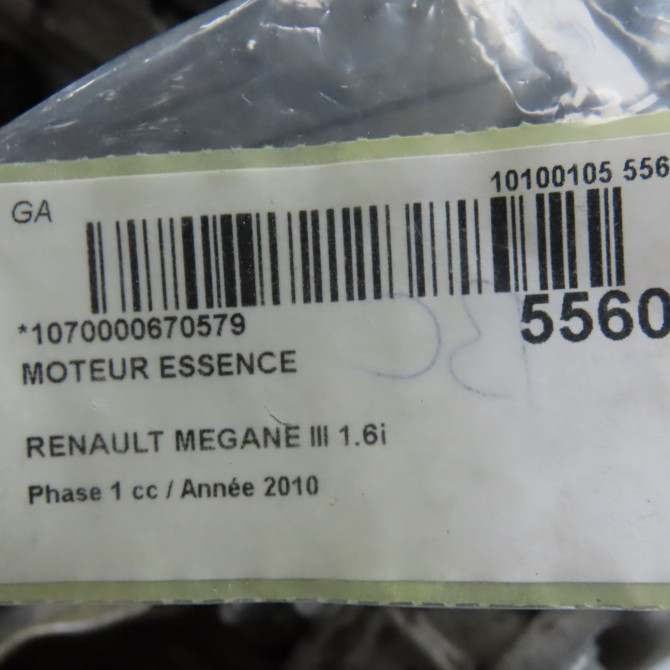 10100105 556
GA
*1070000670579
5560
MOTEUR ESSENCE
RENAULT MEGANE III 1.6i
Phase 1 cc / Année 2010